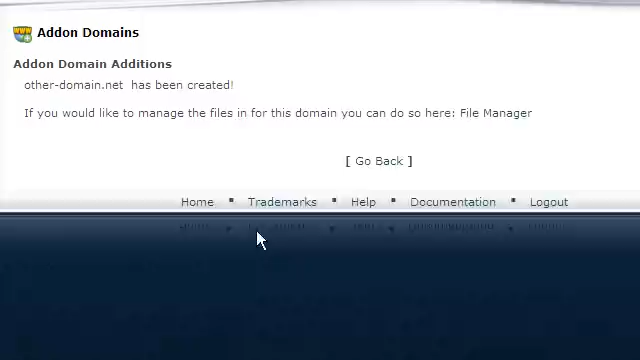 WWW
Addon Domains
Addon Domain Additions
other-domain.net has been created!
If you would like to manage the files in for this domain you can do so here: File Manager
[ Go Back ]
Home ▪ Trademarks ▪ Help ▪ Documentation ▪ Logout